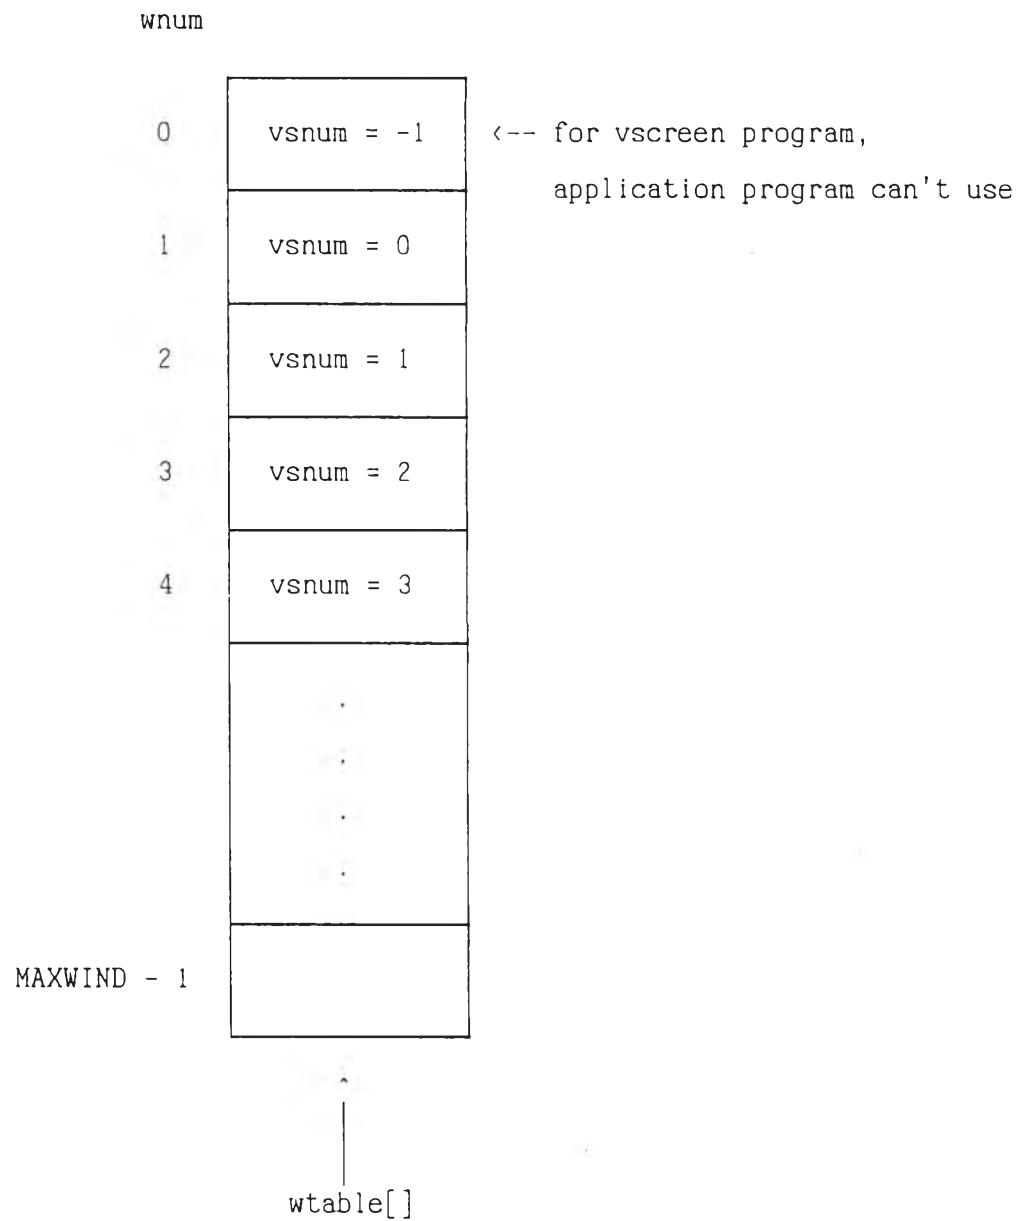 wnum
0 vsnum = -1 <-- for vscreen program,
application program can't use
1 vsnum = 0
2 vsnum = 1
3 vsnum = 2
4 vsnum = 3
.
.
.
.
MAXWIND - 1
^
wtable[]